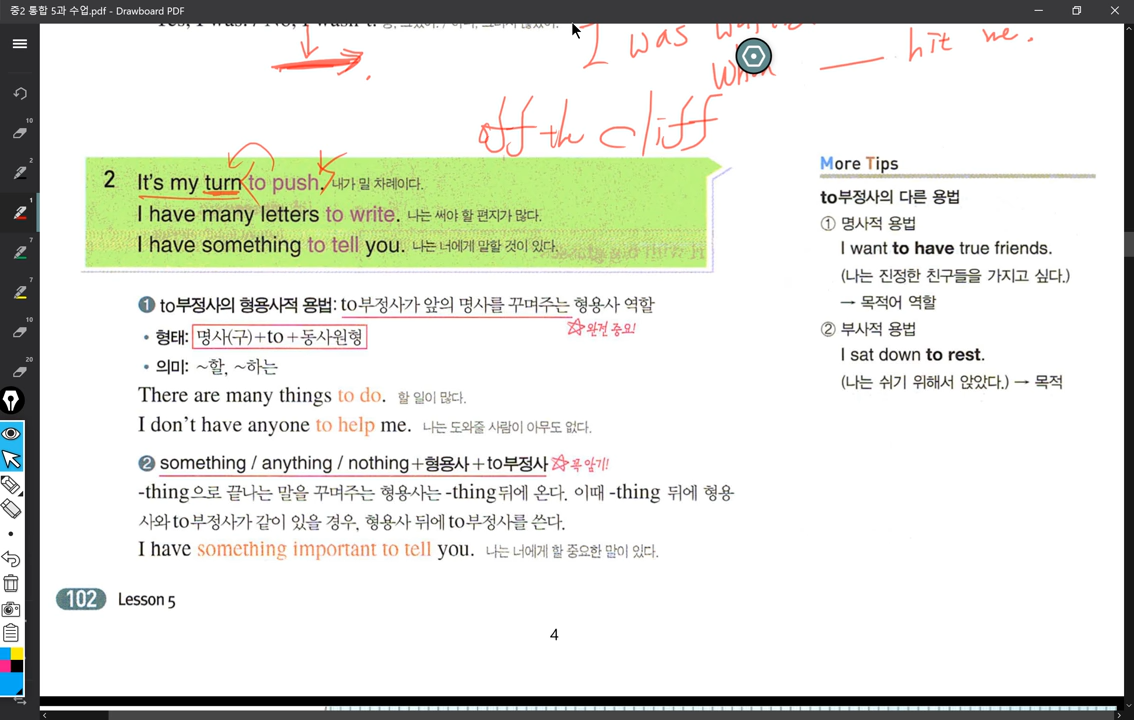 중2 통합 5과 수업.pdf - Drawboard PDF
I was
When ____ hit me.
off the cliff
2 It's my turn to push. 내가 밀 차례이다.
I have many letters to write. 나는 써야 할 편지가 많다.
I have something to tell you. 나는 너에게 말할 것이 있다.
❶ to부정사의 형용사적 용법: to부정사가 앞의 명사를 꾸며주는 형용사 역할
☆완전 중요!
• 형태: 명사(구)+to+동사원형
• 의미: ~할, ~하는
There are many things to do. 할 일이 많다.
I don't have anyone to help me. 나는 도와줄 사람이 아무도 없다.
❷ something / anything / nothing+형용사+to부정사 ☆꼭 암기!
-thing으로 끝나는 말을 꾸며주는 형용사는 -thing뒤에 온다. 이때 -thing 뒤에 형용
사와 to부정사가 같이 있을 경우, 형용사 뒤에 to부정사를 쓴다.
I have something important to tell you. 나는 너에게 할 중요한 말이 있다.
102 Lesson 5
4
More Tips
to부정사의 다른 용법
① 명사적 용법
I want to have true friends.
(나는 진정한 친구들을 가지고 싶다.)
→ 목적어 역할
② 부사적 용법
I sat down to rest.
(나는 쉬기 위해서 앉았다.) → 목적
10
2
1
7
7
10
20